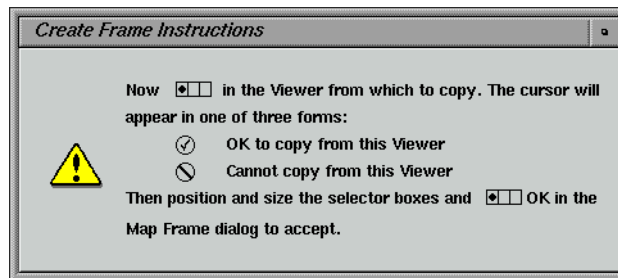 Create Frame Instructions
Now in the Viewer from which to copy. The cursor will
appear in one of three forms:
OK to copy from this Viewer
Cannot copy from this Viewer
Then position and size the selector boxes and OK in the
Map Frame dialog to accept.